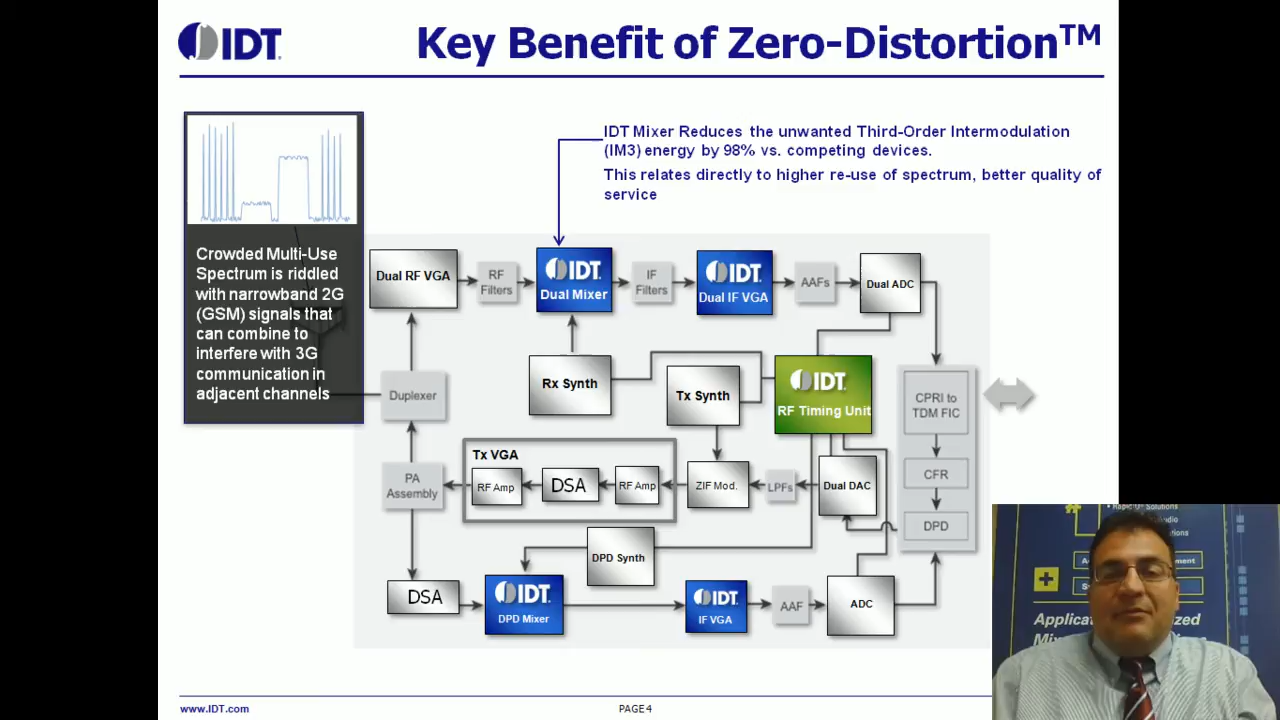 IDT.
Key Benefit of Zero-Distortion™
IDT Mixer Reduces the unwanted Third-Order Intermodulation
(IM3) energy by 98% vs. competing devices.
This relates directly to higher re-use of spectrum, better quality of
service
Crowded Multi-Use
Spectrum is riddled
with narrowband 2G
(GSM) signals that
can combine to
interfere with 3G
communication in
adjacent channels
Dual RF VGA
RF
Filters
IDT.
Dual Mixer
IF
Filters
IDT.
Dual IF VGA
AAFs
Dual ADC
Rx Synth
Tx Synth
IDT.
RF Timing Unit
Duplexer
CPRI to
TDM FIC
CFR
DPD
PA
Assembly
Tx VGA
RF Amp
DSA
RF Amp
ZIF Mod.
LPFs
Dual DAC
DPD Synth
DSA
IDT.
DPD Mixer
IDT.
IF VGA
AAF
ADC
www.IDT.com
PAGE 4